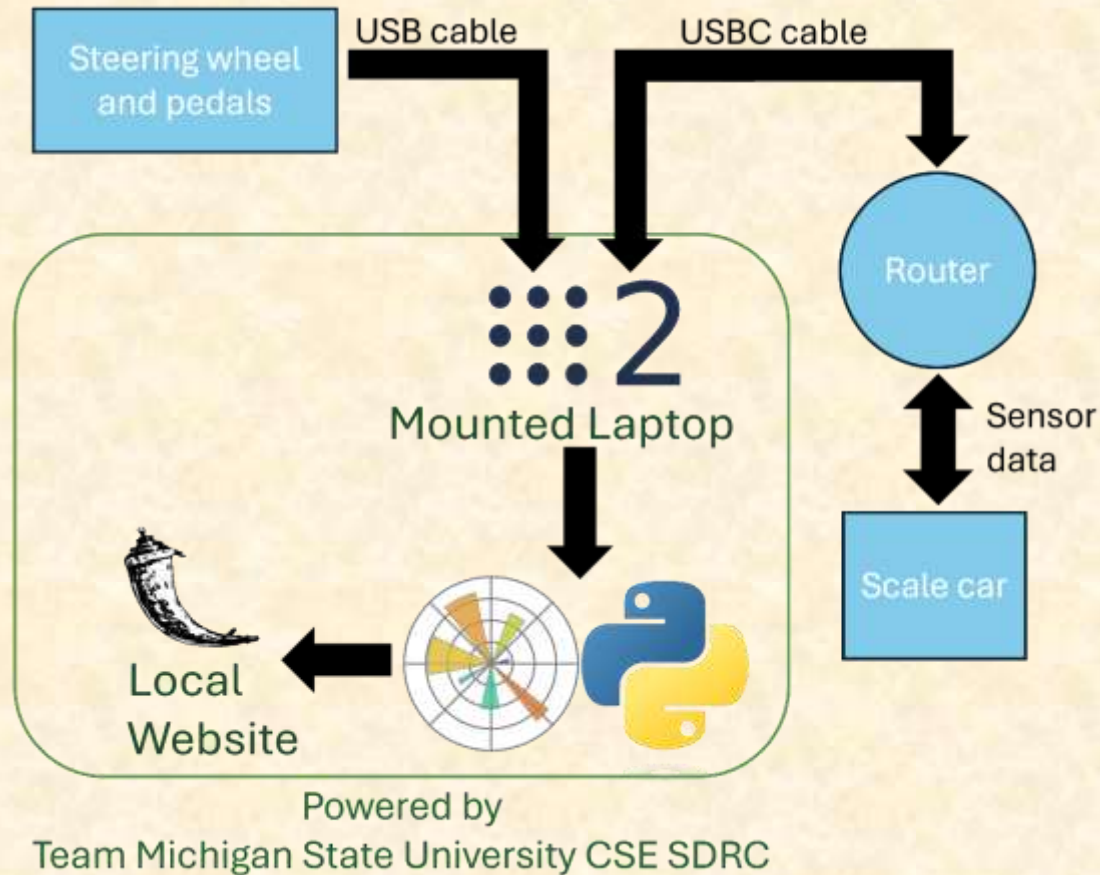 USB cable
USBC cable
Steering wheel
and pedals
Router
2
Mounted Laptop
Sensor
data
Scale car
Local
Website
Powered by
Team Michigan State University CSE SDRC